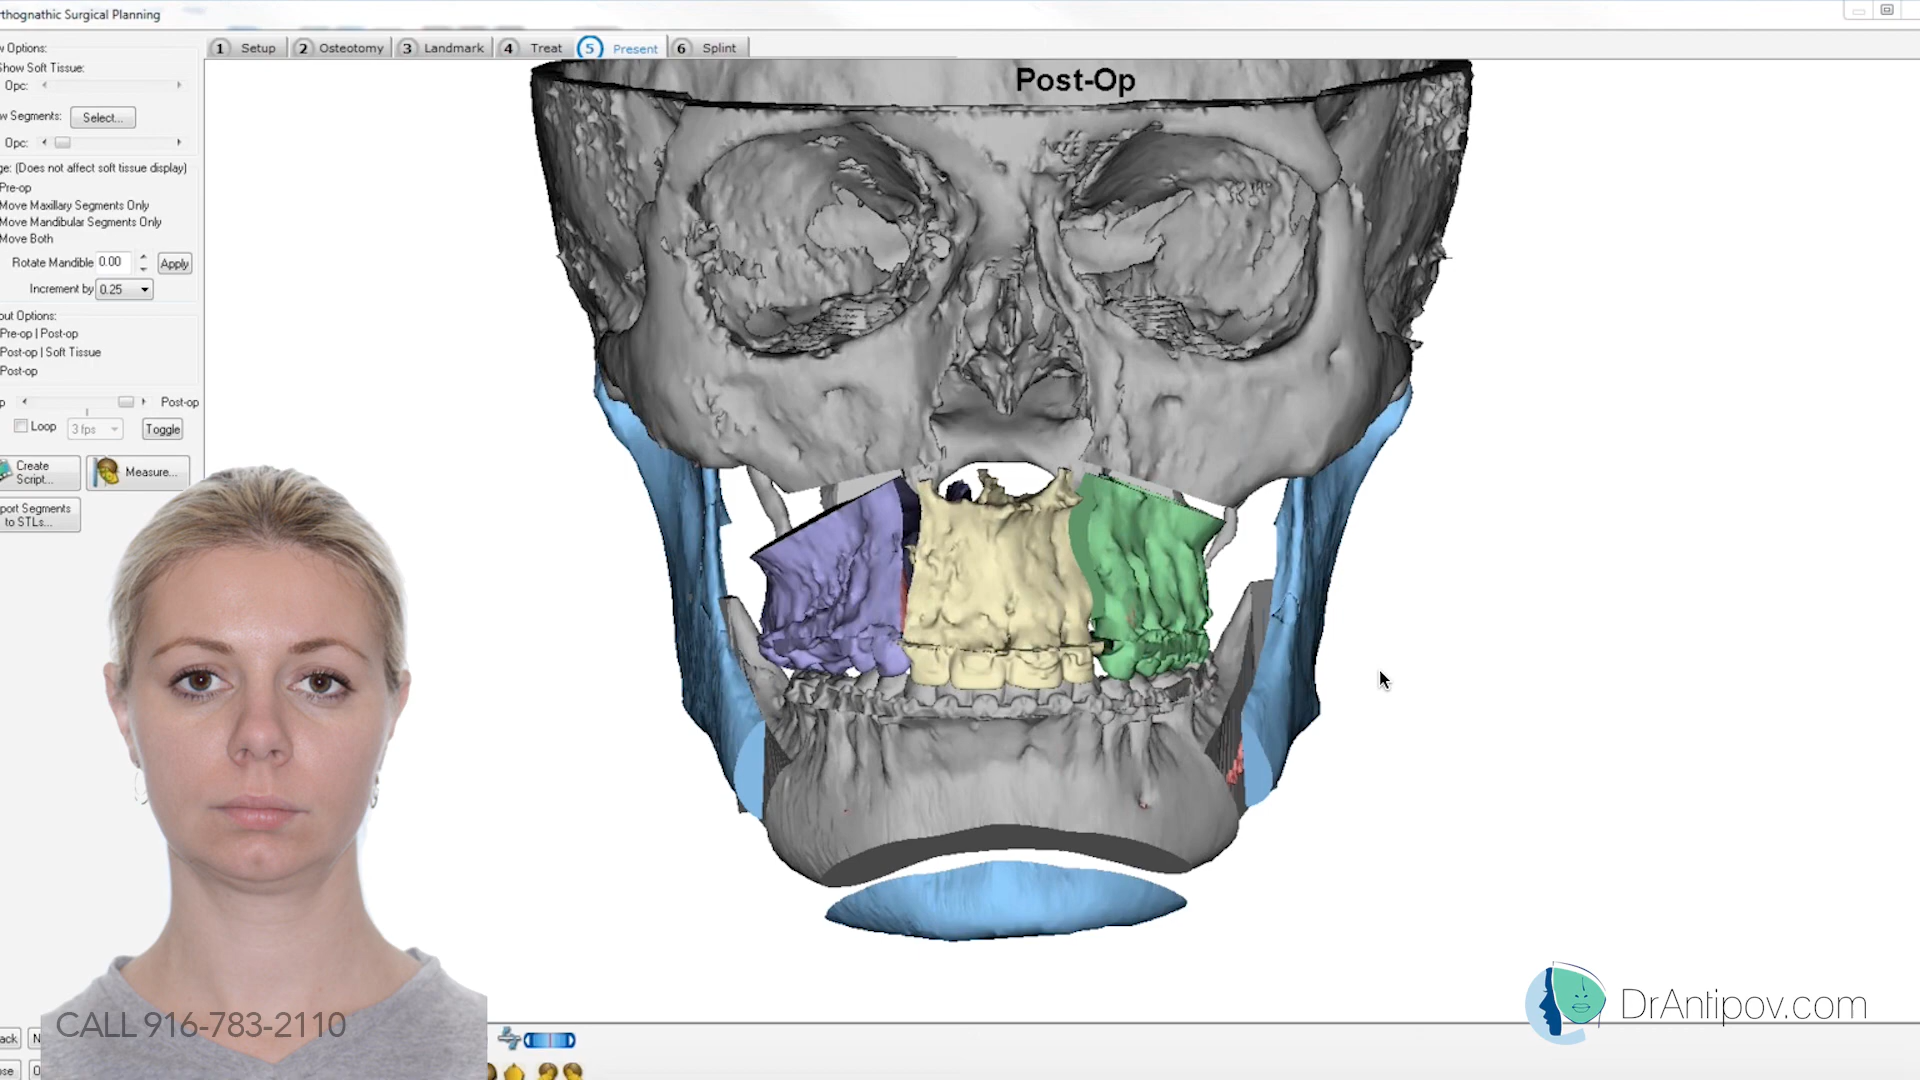 rthognathic Surgical Planning
w Options:
1 Setup 2 Osteotomy 3 Landmark 4 Treat 5 Present 6 Splint
Show Soft Tissue:
Opc:
Post-Op
w Segments: Select...
Opc:
ge: (Does not affect soft tissue display)
Pre-op
Move Maxillary Segments Only
Move Mandibular Segments Only
Move Both
Rotate Mandible 0.00 Apply
Increment by 0.25
out Options:
Pre-op | Post-op
Post-op | Soft Tissue
Post-op
p Post-op
Loop 3 fps Toggle
Create
Script...
Measure...
port Segments
to STLs...
DrAntipov.com
CALL 916-783-2110
ack N
ose 0